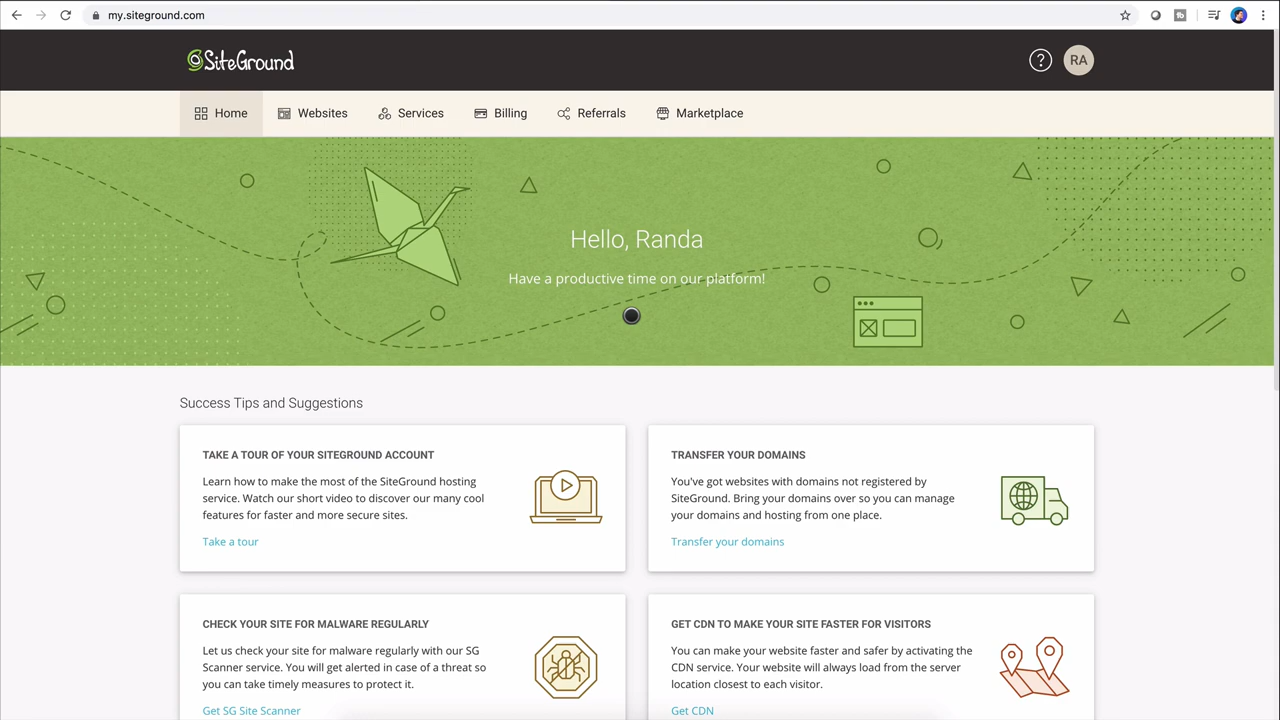 my.siteground.com
SiteGround
? RA
Home Websites Services Billing Referrals Marketplace
Hello, Randa
Have a productive time on our platform!
Success Tips and Suggestions
TAKE A TOUR OF YOUR SITEGROUND ACCOUNT
Learn how to make the most of the SiteGround hosting
service. Watch our short video to discover our many cool
features for faster and more secure sites.
Take a tour
TRANSFER YOUR DOMAINS
You've got websites with domains not registered by
SiteGround. Bring your domains over so you can manage
your domains and hosting from one place.
Transfer your domains
CHECK YOUR SITE FOR MALWARE REGULARLY
Let us check your site for malware regularly with our SG
Scanner service. You will get alerted in case of a threat so
you can take timely measures to protect it.
Get SG Site Scanner
GET CDN TO MAKE YOUR SITE FASTER FOR VISITORS
You can make your website faster and safer by activating the
CDN service. Your website will always load from the server
location closest to each visitor.
Get CDN